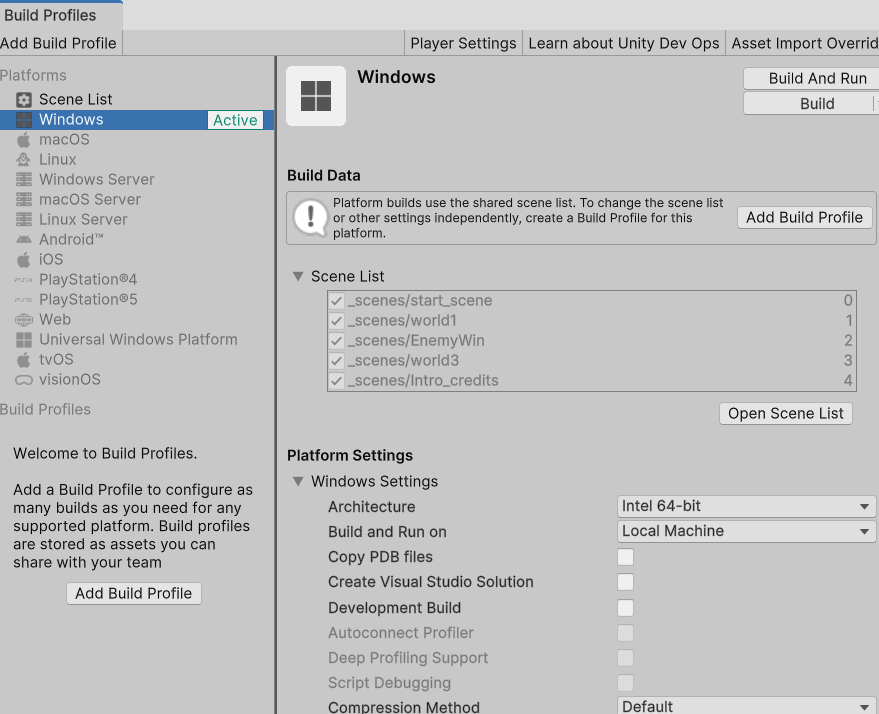 Build Profiles
Add Build Profile
Player Settings
Learn about Unity Dev Ops
Asset Import Overrid
Platforms
Scene List
Windows
Active
macOS
Linux
Windows Server
macOS Server
Linux Server
Android™
iOS
PlayStation®4
PlayStation®5
Web
Universal Windows Platform
tvOS
visionOS
Build Profiles
Welcome to Build Profiles.
Add a Build Profile to configure as
many builds as you need for any
supported platform. Build profiles
are stored as assets you can
share with your team
Add Build Profile
Windows
Build And Run
Build
Build Data
Platform builds use the shared scene list. To change the scene list
or other settings independently, create a Build Profile for this
platform.
Add Build Profile
Scene List
_scenes/start_scene 0
_scenes/world1 1
_scenes/EnemyWin 2
_scenes/world3 3
_scenes/Intro_credits 4
Open Scene List
Platform Settings
Windows Settings
Architecture Intel 64-bit
Build and Run on Local Machine
Copy PDB files
Create Visual Studio Solution
Development Build
Autoconnect Profiler
Deep Profiling Support
Script Debugging
Compression Method Default